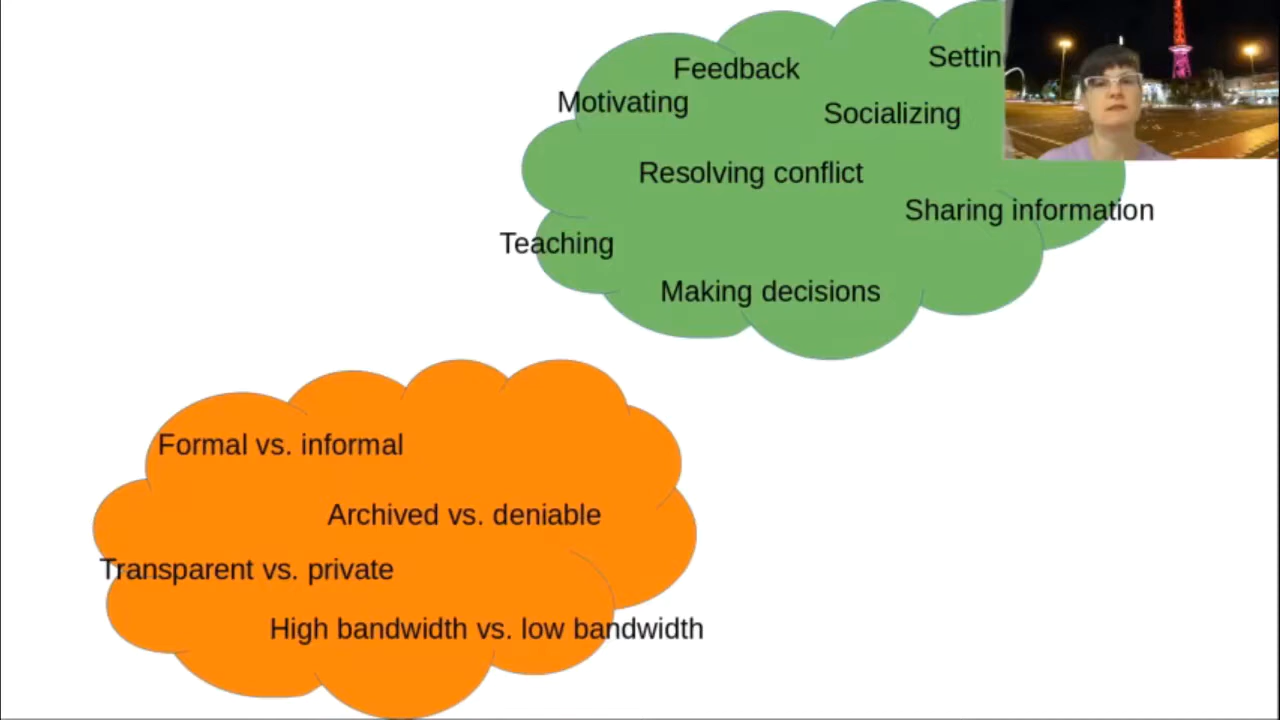 Feedback
Settin
Motivating
Socializing
Resolving conflict
Sharing information
Teaching
Making decisions
Formal vs. informal
Archived vs. deniable
Transparent vs. private
High bandwidth vs. low bandwidth